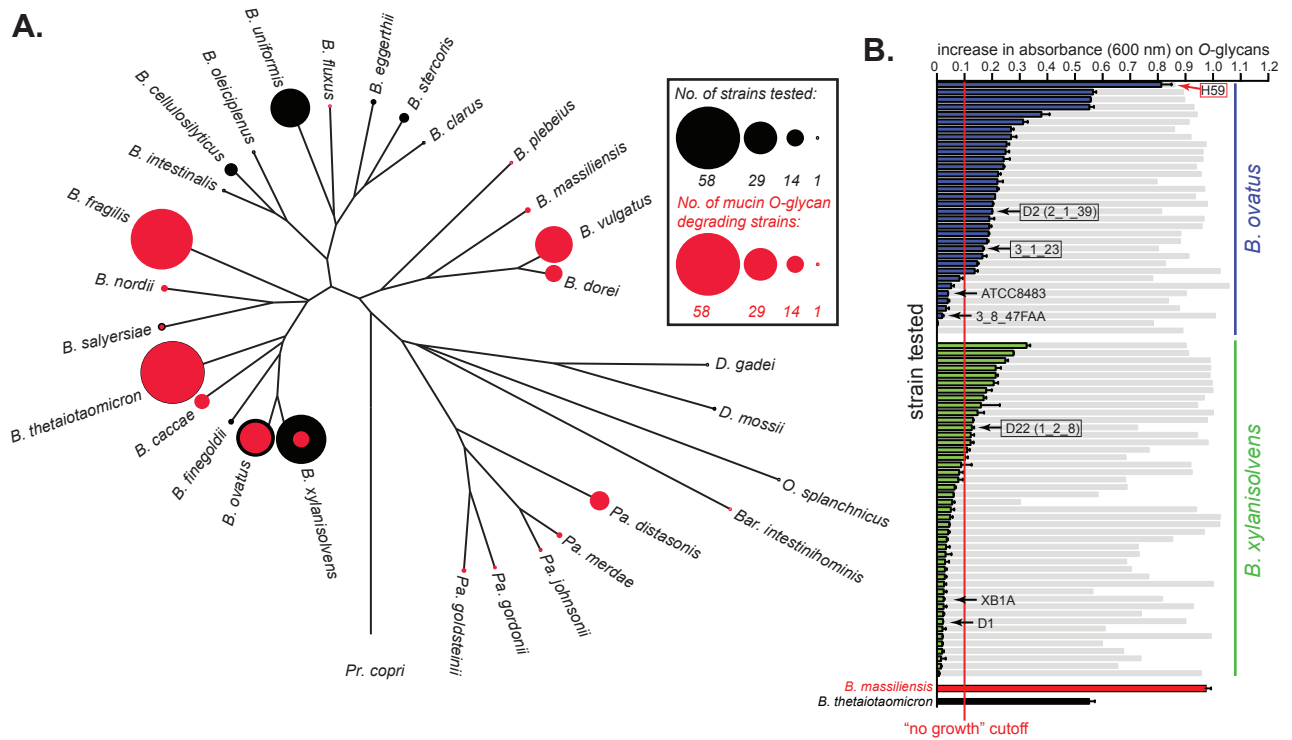 A.
B. cellulosilyticus
B. oleiciplenus
B. uniformis
B. fluxus
B. eggerthii
B. stercoris
B. clarus
B. plebeius
B. massiliensis
B. vulgatus
B. dorei
B. intestinalis
B. fragilis
B. nordii
B. salyersiae
B. thetaiotaomicron
B. caccae
B. finegoldii
B. ovatus
B. xylanisolvens
Pr. copri
Pa. goldsteinii
Pa. gordonii
Pa. johnsonii
Pa. merdae
Pa. distasonis
Bar. intestinihominis
O. splanchnicus
D. mossii
D. gadei
No. of strains tested:
58 29 14 1
No. of mucin O-glycan
degrading strains:
58 29 14 1
B.
increase in absorbance (600 nm) on O-glycans
0 0.1 0.2 0.3 0.4 0.5 0.6 0.7 0.8 0.9 1.0 1.1 1.2
H59
D2 (2_1_39)
3_1_23
ATCC8483
3_8_47FAA
B. ovatus
strain tested
D22 (1_2_8)
XB1A
D1
B. xylanisolvens
B. massiliensis
B. thetaiotaomicron
“no growth” cutoff